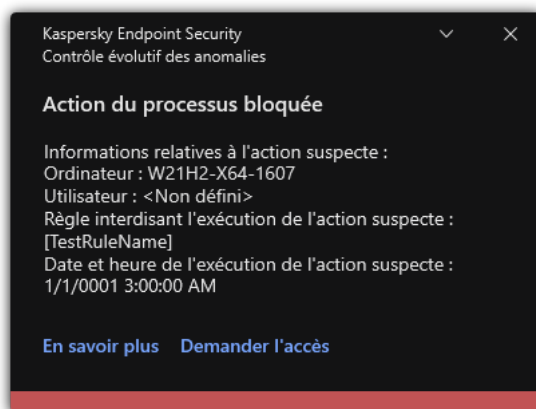 Kaspersky Endpoint Security
Contrôle évolutif des anomalies
Action du processus bloquée
Informations relatives à l'action suspecte :
Ordinateur : W21H2-X64-1607
Utilisateur : <Non défini>
Règle interdisant l'exécution de l'action suspecte :
[TestRuleName]
Date et heure de l'exécution de l'action suspecte :
1/1/0001 3:00:00 AM
En savoir plus Demander l'accès